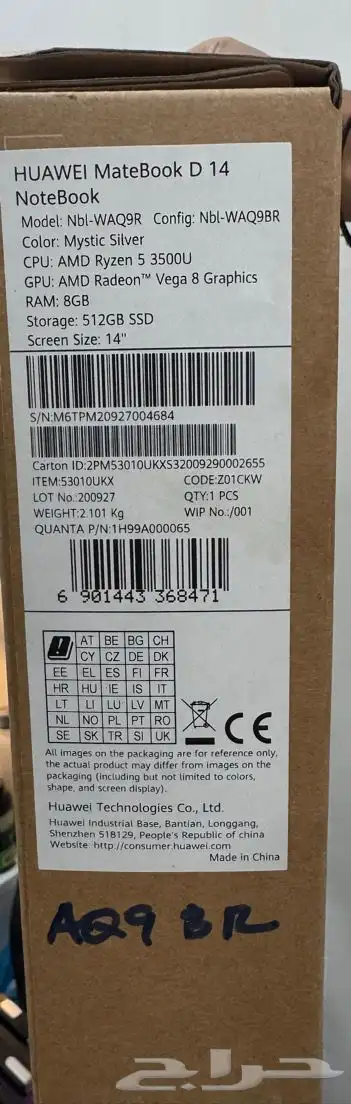 HUAWEI MateBook D 14
NoteBook
Model: Nbl-WAQ9R Config: Nbl-WAQ9BR
Color: Mystic Silver
CPU: AMD Ryzen 5 3500U
GPU: AMD Radeon™ Vega 8 Graphics
RAM: 8GB
Storage: 512GB SSD
Screen Size: 14"
S/N:M6TPM20927004684
Carton ID:2PM53010UKXS32009290002655
ITEM:53010UKX CODE:Z01CKW
LOT No.:200927 QTY:1 PCS
WEIGHT:2.101 Kg WIP No.:/001
QUANTA P/N:1H99A000065
6 901443 368471
AT BE BG CH
CY CZ DE DK
EE EL ES FI FR
HR HU IE IS IT
LT LI LU LV MT
NL NO PL PT RO
SE SK TR SI UK
CE
All images on the packaging are for reference only,
the actual product may differ from images on the
packaging (including but not limited to colors,
shape, and screen display).
Huawei Technologies Co., Ltd.
Huawei Industrial Base, Bantian, Longgang,
Shenzhen 518129, People's Republic of china
Website: http://consumer.huawei.com
Made in China
AQ9 BR
حراج